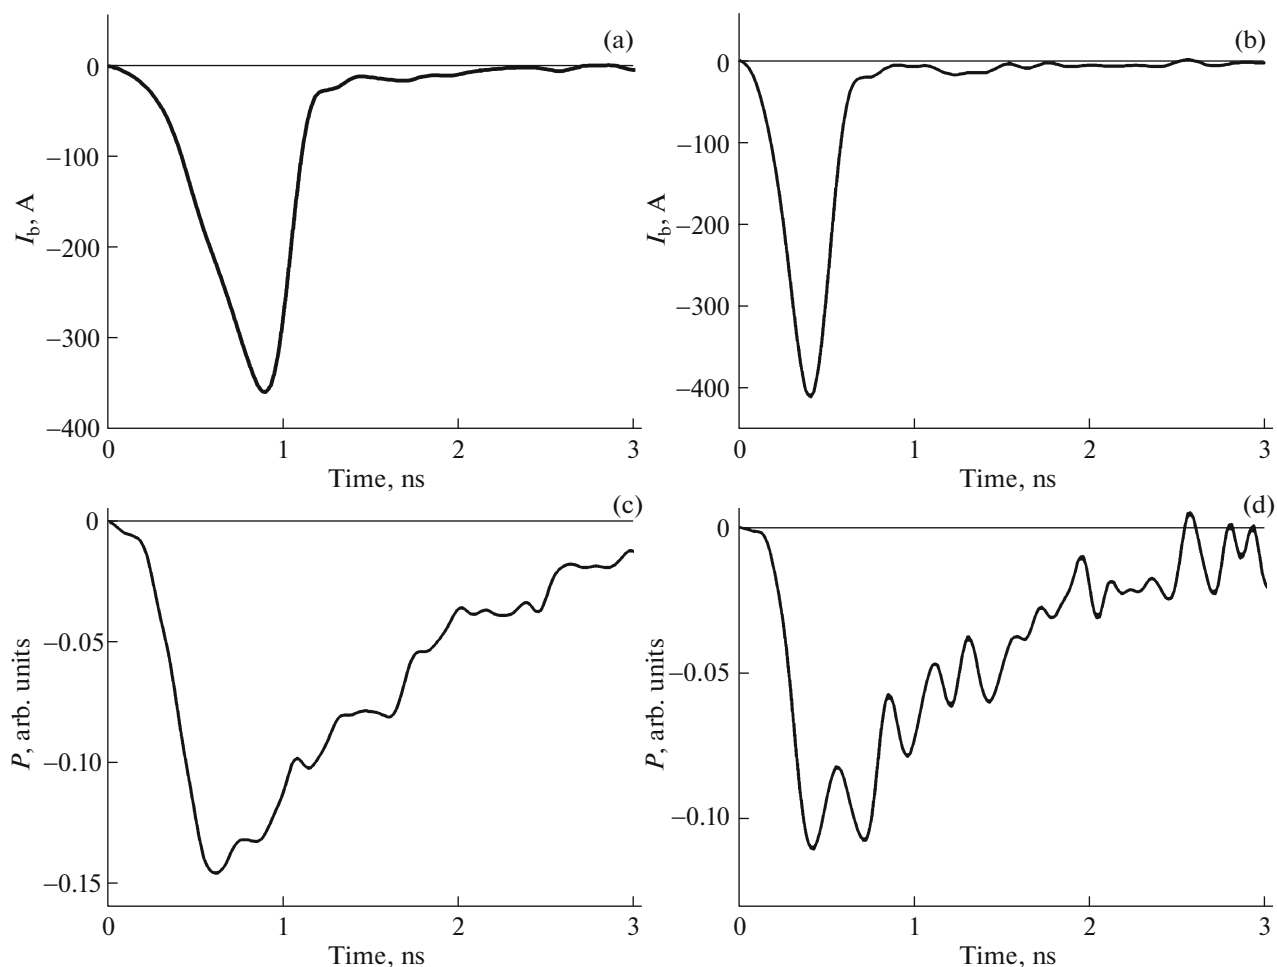 (a)
0
–100
–200
–300
–400
I_b, A
0 1 2 3
Time, ns
(b)
0
–100
–200
–300
–400
I_b, A
0 1 2 3
Time, ns
(c)
0
–0.05
–0.10
–0.15
P, arb. units
0 1 2 3
Time, ns
(d)
0
–0.05
–0.10
P, arb. units
0 1 2 3
Time, ns